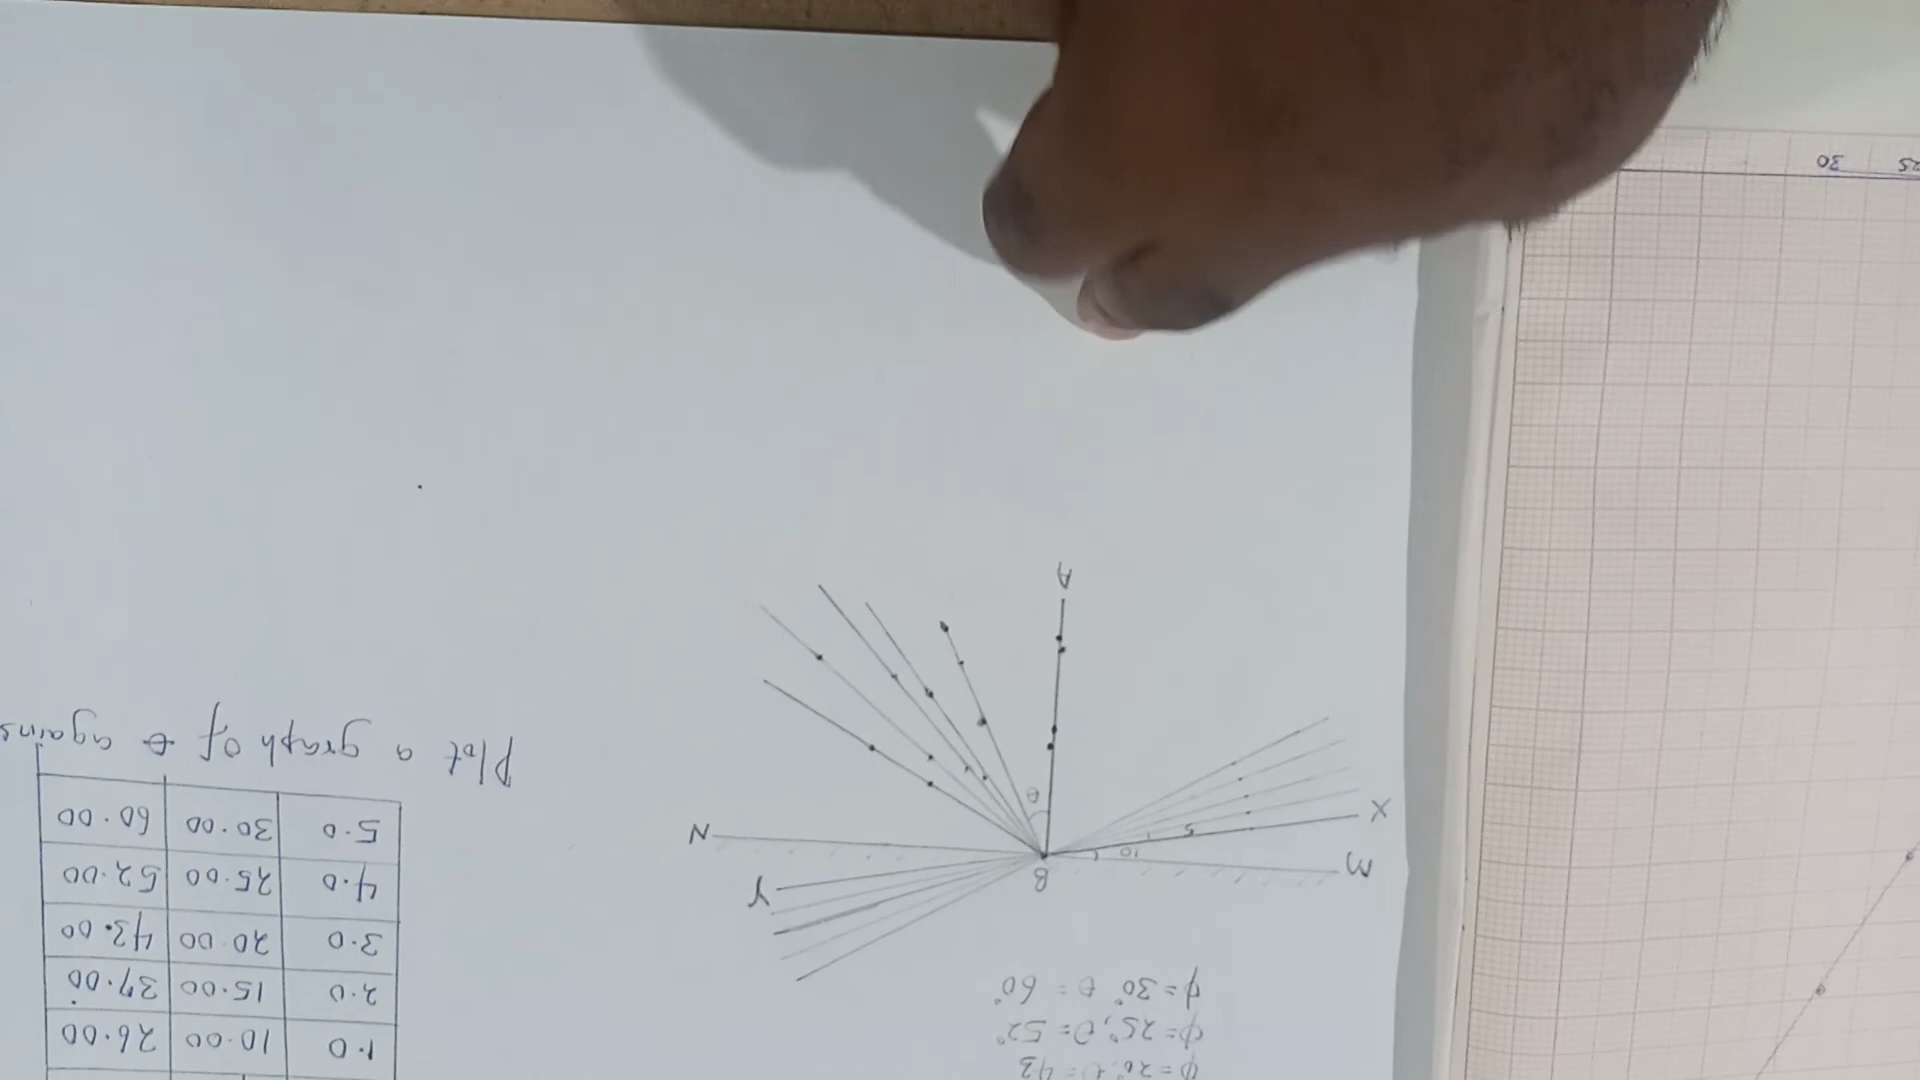 φ=20°, θ=43
φ=25°, θ=52°
φ=30° θ=60°
1.0 10.00 26.00
2.0 15.00 37.00
3.0 20.00 43.00
4.0 25.00 52.00
5.0 30.00 60.00
Plot a graph of θ agains
M
B
Y
10
N
X
5
θ
A
25 30